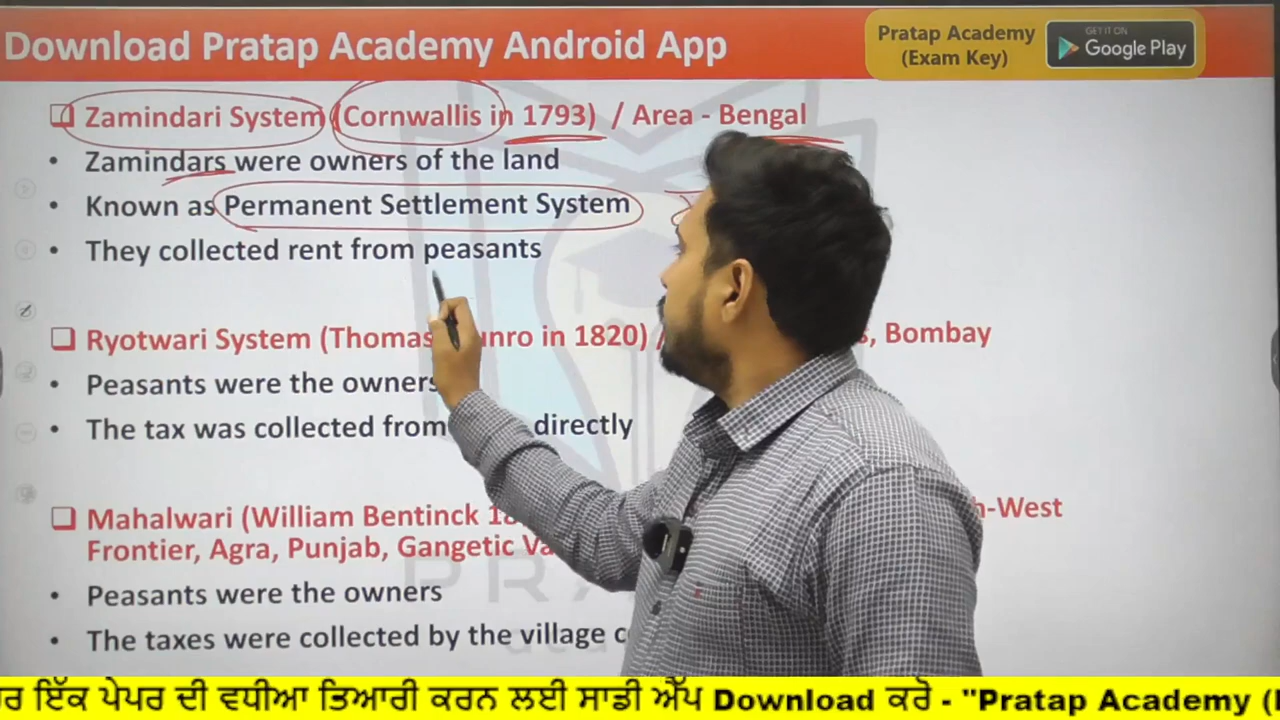 Download Pratap Academy Android App
Pratap Academy
(Exam Key)
GET IT ON
Google Play
❑ Zamindari System (Cornwallis in 1793) / Area - Bengal
• Zamindars were owners of the land
• Known as Permanent Settlement System
• They collected rent from peasants
❑ Ryotwari System (Thomas in 1820) / Bombay
• Peasants were the owners
• The tax was collected from directly
❑ Mahalwari (William Bentinck
Frontier, Agra, Punjab, Gangetic
• Peasants were the owners
• The taxes were collected by the village
ਇੱਕ ਪੇਪਰ ਦੀ ਵਧੀਆ ਤਿਆਰੀ ਕਰਨ ਲਈ ਸਾਡੀ ਐੱਪ Download ਕਰੋ - "Pratap Academy